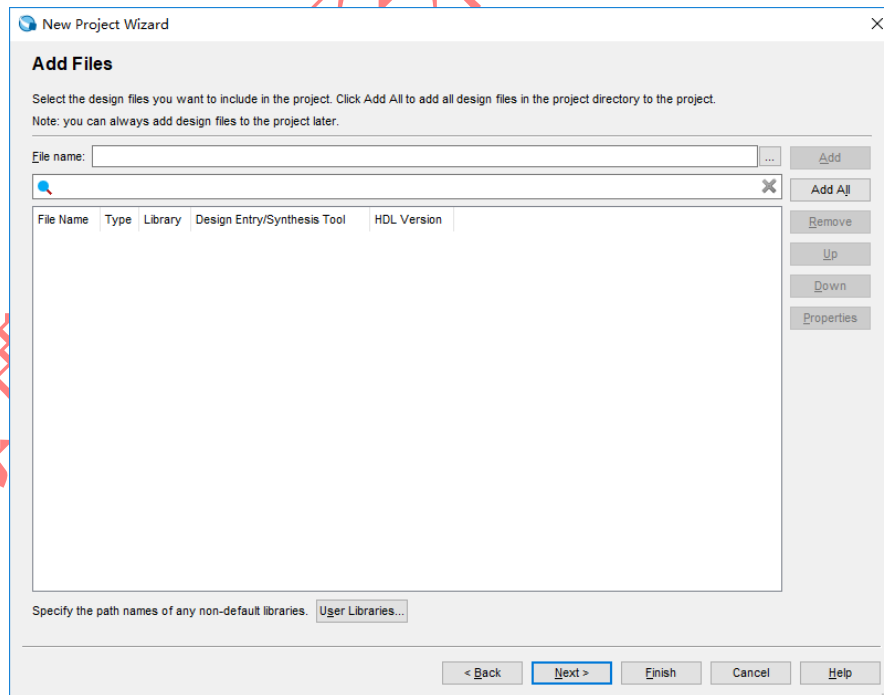 New Project Wizard
Add Files
Select the design files you want to include in the project. Click Add All to add all design files in the project directory to the project.
Note: you can always add design files to the project later.
File name: ... Add
Add All
File Name Type Library Design Entry/Synthesis Tool HDL Version Remove
Up
Down
Properties
Specify the path names of any non-default libraries. User Libraries...
< Back Next > Finish Cancel Help